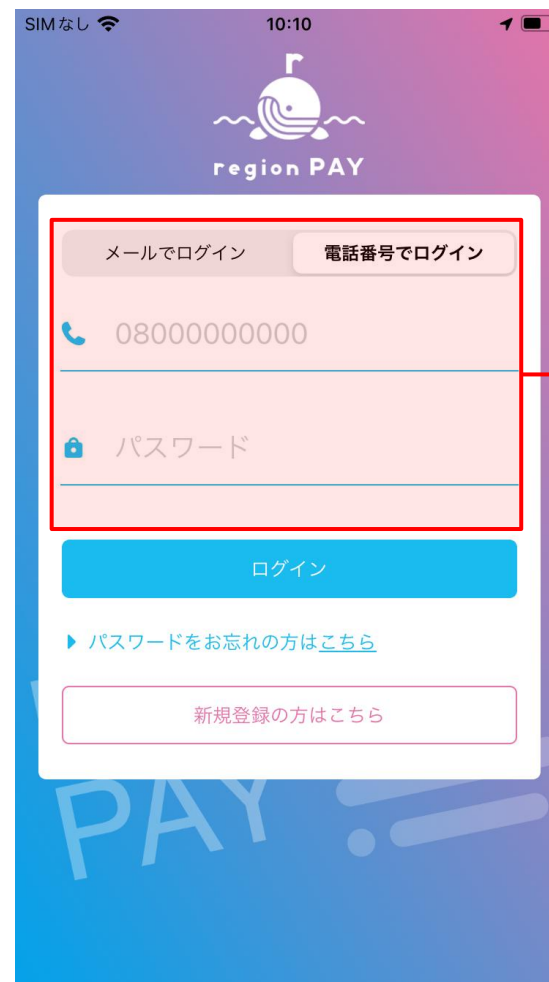 SIMなし 10:10
r
region PAY
メールでログイン 電話番号でログイン
08000000000
パスワード
ログイン
パスワードをお忘れの方はこちら
新規登録の方はこちら
PAY